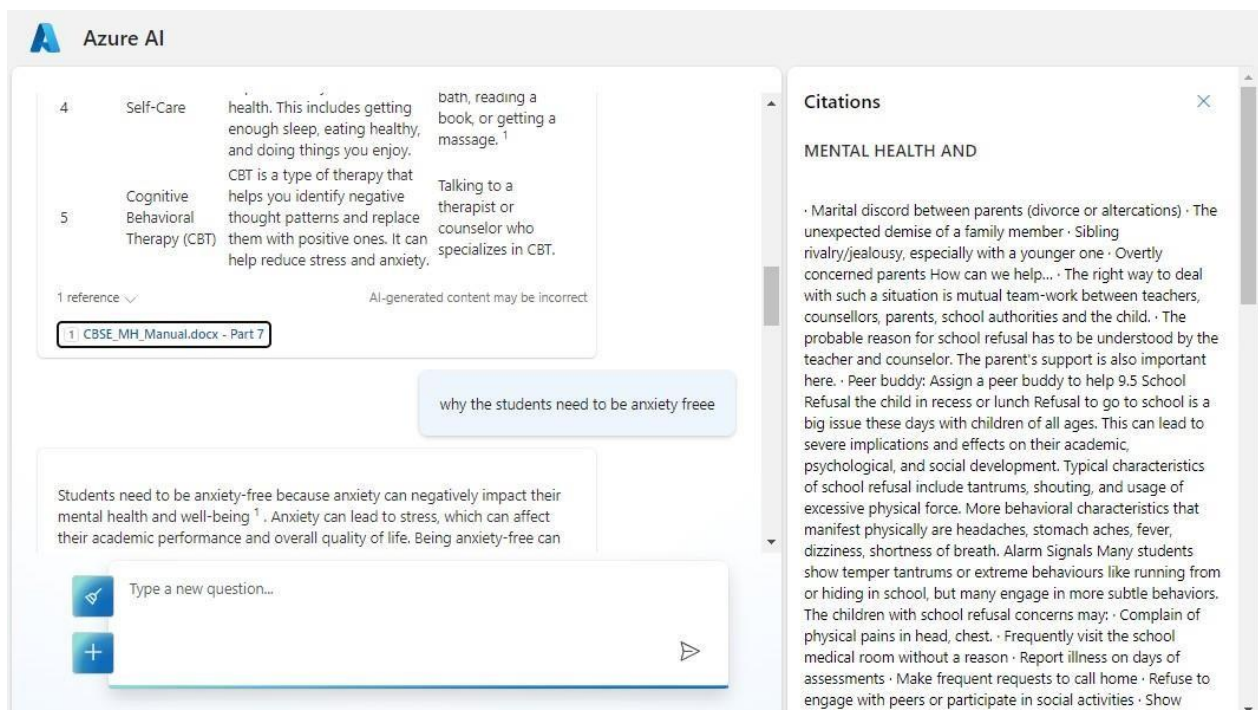 Azure AI
4 Self-Care health. This includes getting enough sleep, eating healthy, and doing things you enjoy. bath, reading a book, or getting a massage. 1
5 Cognitive Behavioral Therapy (CBT) CBT is a type of therapy that helps you identify negative thought patterns and replace them with positive ones. It can help reduce stress and anxiety. Talking to a therapist or counselor who specializes in CBT.
1 reference AI-generated content may be incorrect
1 CBSE_MH_Manual.docx - Part 7
why the students need to be anxiety freee
Students need to be anxiety-free because anxiety can negatively impact their
mental health and well-being 1 . Anxiety can lead to stress, which can affect
their academic performance and overall quality of life. Being anxiety-free can
Type a new question...
Citations
MENTAL HEALTH AND
· Marital discord between parents (divorce or altercations) · The
unexpected demise of a family member · Sibling
rivalry/jealousy, especially with a younger one · Overtly
concerned parents How can we help... · The right way to deal
with such a situation is mutual team-work between teachers,
counsellors, parents, school authorities and the child. · The
probable reason for school refusal has to be understood by the
teacher and counselor. The parent's support is also important
here. · Peer buddy: Assign a peer buddy to help 9.5 School
Refusal the child in recess or lunch Refusal to go to school is a
big issue these days with children of all ages. This can lead to
severe implications and effects on their academic,
psychological, and social development. Typical characteristics
of school refusal include tantrums, shouting, and usage of
excessive physical force. More behavioral characteristics that
manifest physically are headaches, stomach aches, fever,
dizziness, shortness of breath. Alarm Signals Many students
show temper tantrums or extreme behaviours like running from
or hiding in school, but many engage in more subtle behaviors.
The children with school refusal concerns may: · Complain of
physical pains in head, chest. · Frequently visit the school
medical room without a reason · Report illness on days of
assessments · Make frequent requests to call home · Refuse to
engage with peers or participate in social activities · Show